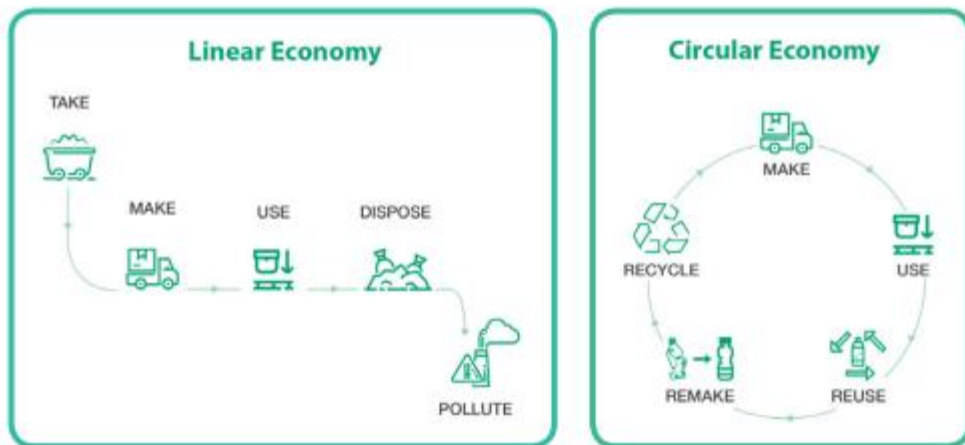 Linear Economy
TAKE
MAKE
USE
DISPOSE
POLLUTE
Circular Economy
MAKE
USE
REUSE
REMAKE
RECYCLE